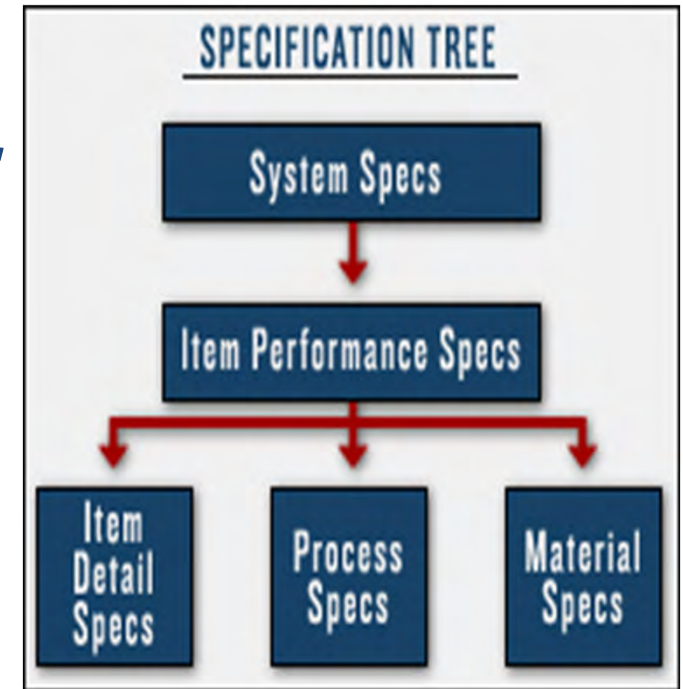 SPECIFICATION TREE
System Specs
Item Performance Specs
Item
Detail
Specs
Process
Specs
Material
Specs